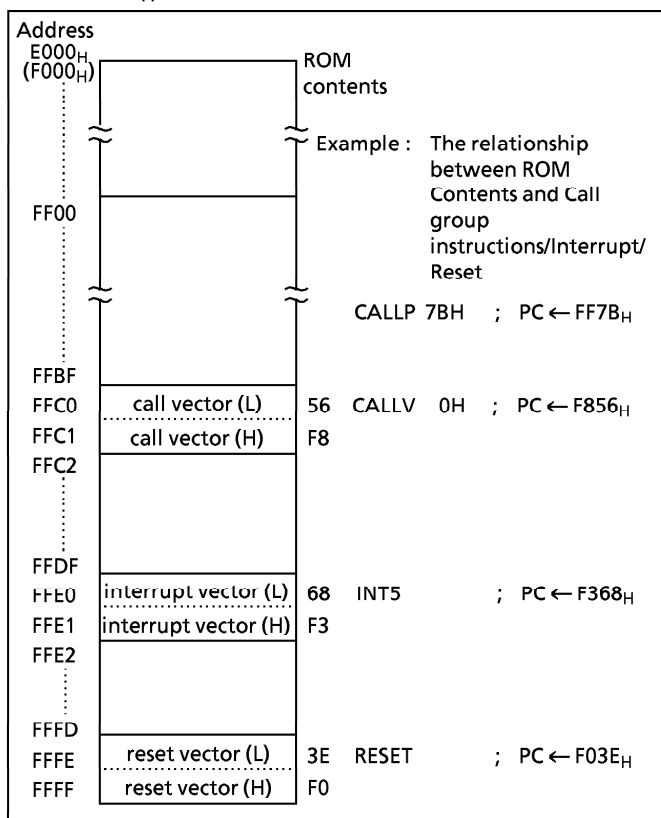 Address
E000H
(F000H)
ROM
contents
Example : The relationship
between ROM
Contents and Call
group
instructions/Interrupt/
Reset
FF00
CALLP 7BH ; PC ← FF7BH
FFBF
FFC0 call vector (L) 56 CALLV 0H ; PC ← F856H
FFC1 call vector (H) F8
FFC2
FFDF
FFE0 interrupt vector (L) 68 INT5 ; PC ← F368H
FFE1 interrupt vector (H) F3
FFE2
FFFD
FFFE reset vector (L) 3E RESET ; PC ← F03EH
FFFF reset vector (H) F0